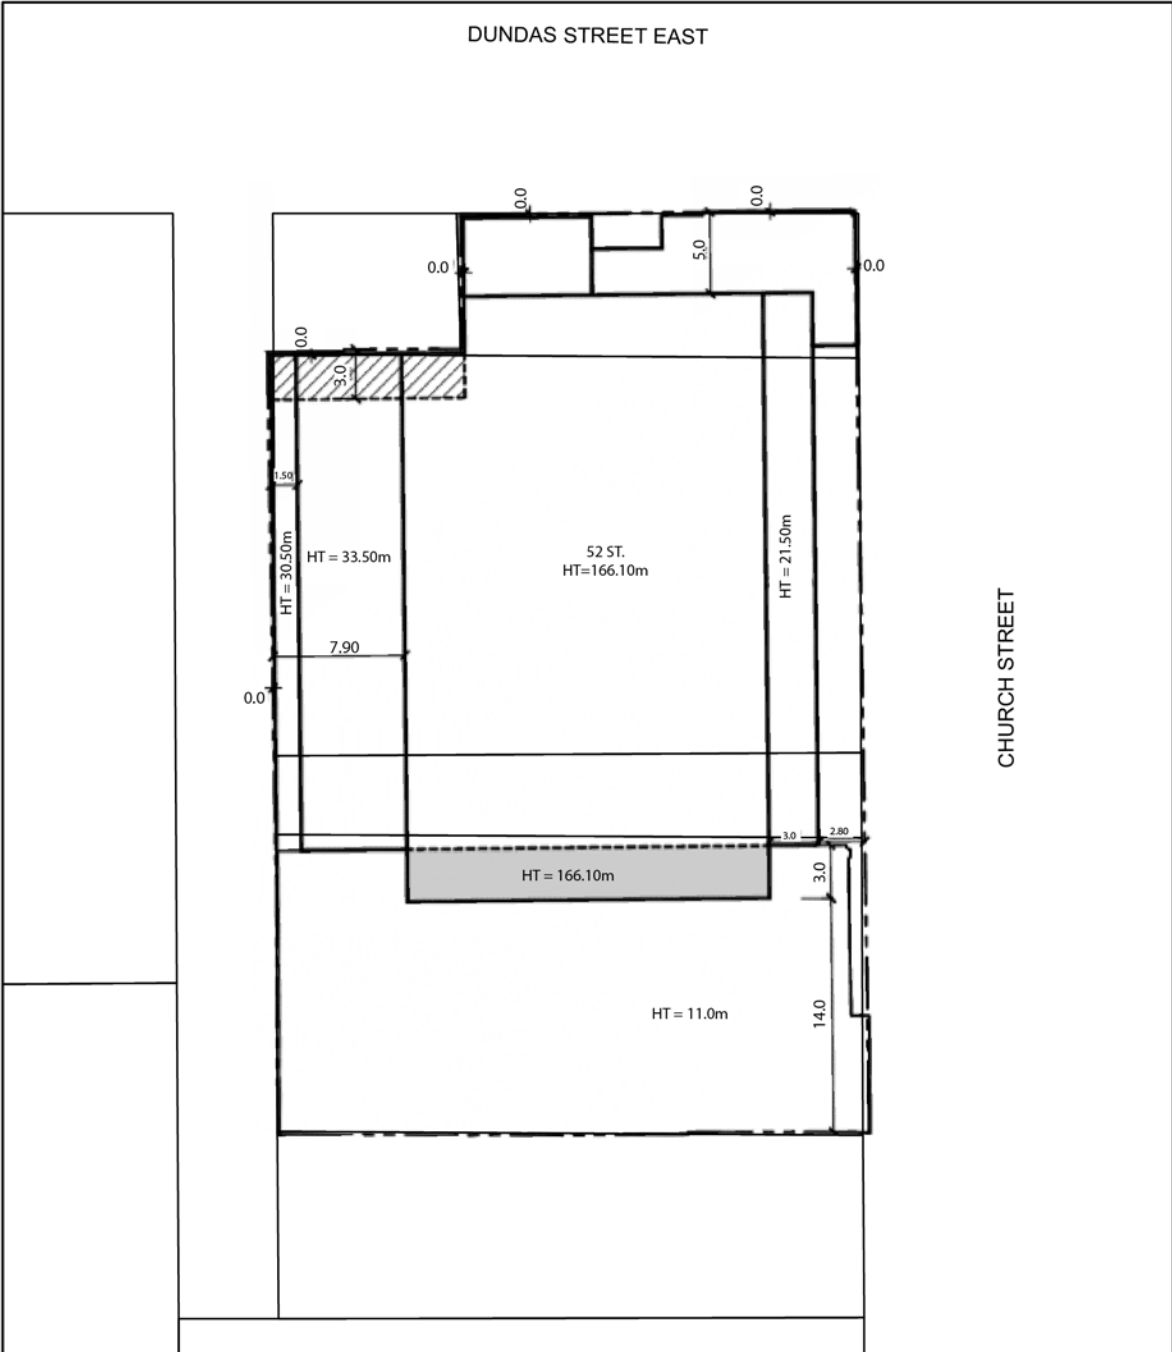 DUNDAS STREET EAST
0.0
0.0
5.0
0.0
0.0
0.0
3.0
1.50
HT = 30.50m
HT = 33.50m
52 ST.
HT=166.10m
HT = 21.50m
CHURCH STREET
7.90
0.0
3.0
2.80
HT = 166.10m
3.0
HT = 11.0m
14.0